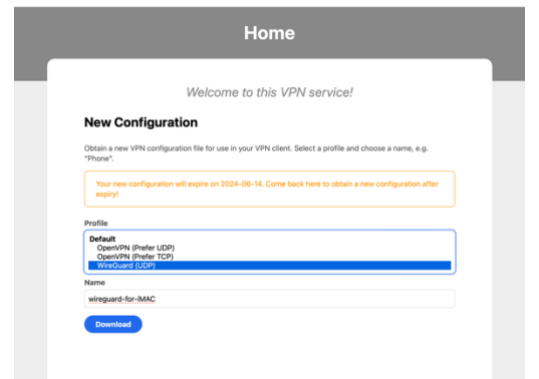 Home
Welcome to this VPN service!
New Configuration
Obtain a new VPN configuration file for use in your VPN client. Select a profile and choose a name, e.g.
"Phone".
Your new configuration will expire on 2024-06-14. Come back here to obtain a new configuration after
expiry!
Profile
Default
OpenVPN (Prefer UDP)
OpenVPN (Prefer TCP)
WireGuard (UDP)
Name
wireguard-for-iMAC
Download